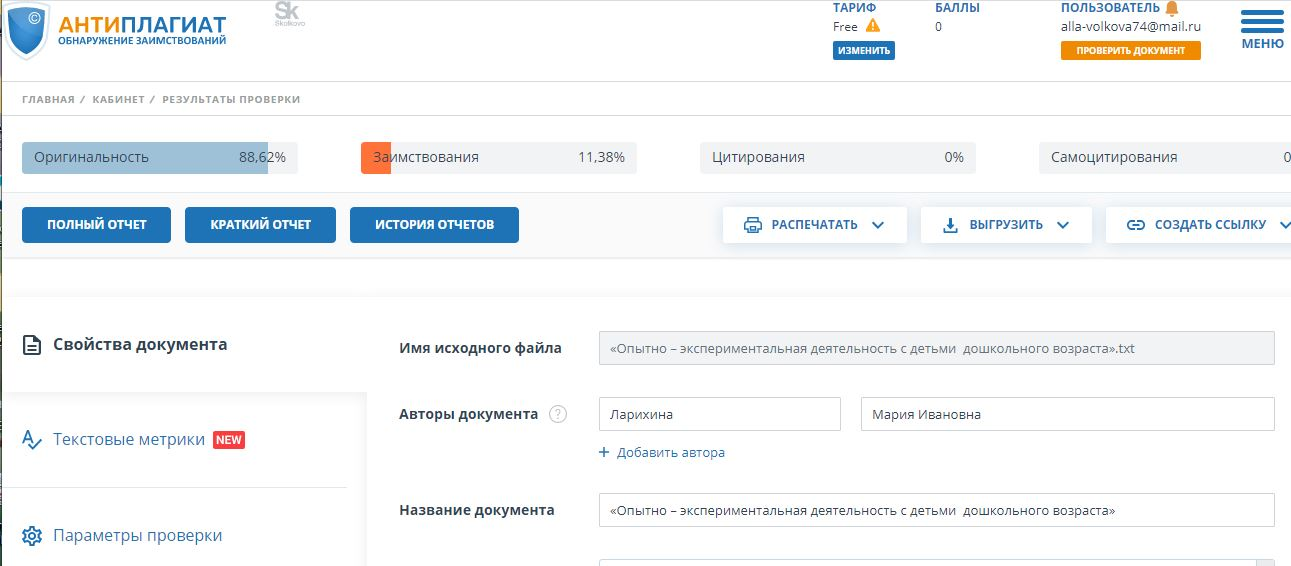 АНТИПЛАГИАТ
ОБНАРУЖЕНИЕ ЗАИМСТВОВАНИЙ
©
Sk
Skolkovo
ТАРИФ
Free
ИЗМЕНИТЬ
БАЛЛЫ
0
ПОЛЬЗОВАТЕЛЬ
alla-volkova74@mail.ru
ПРОВЕРИТЬ ДОКУМЕНТ
МЕНЮ
ГЛАВНАЯ / КАБИНЕТ / РЕЗУЛЬТАТЫ ПРОВЕРКИ
Оригинальность 88,62%
Заимствования 11,38%
Цитирования 0%
Самоцитирования 0
ПОЛНЫЙ ОТЧЕТ
КРАТКИЙ ОТЧЕТ
ИСТОРИЯ ОТЧЕТОВ
РАСПЕЧАТАТЬ
ВЫГРУЗИТЬ
СОЗДАТЬ ССЫЛКУ
Свойства документа
Текстовые метрики NEW
Параметры проверки
Имя исходного файла
«Опытно – экспериментальная деятельность с детьми  дошкольного возраста».txt
Авторы документа ?
Ларихина
Мария Ивановна
+ Добавить автора
Название документа
«Опытно – экспериментальная деятельность с детьми  дошкольного возраста»